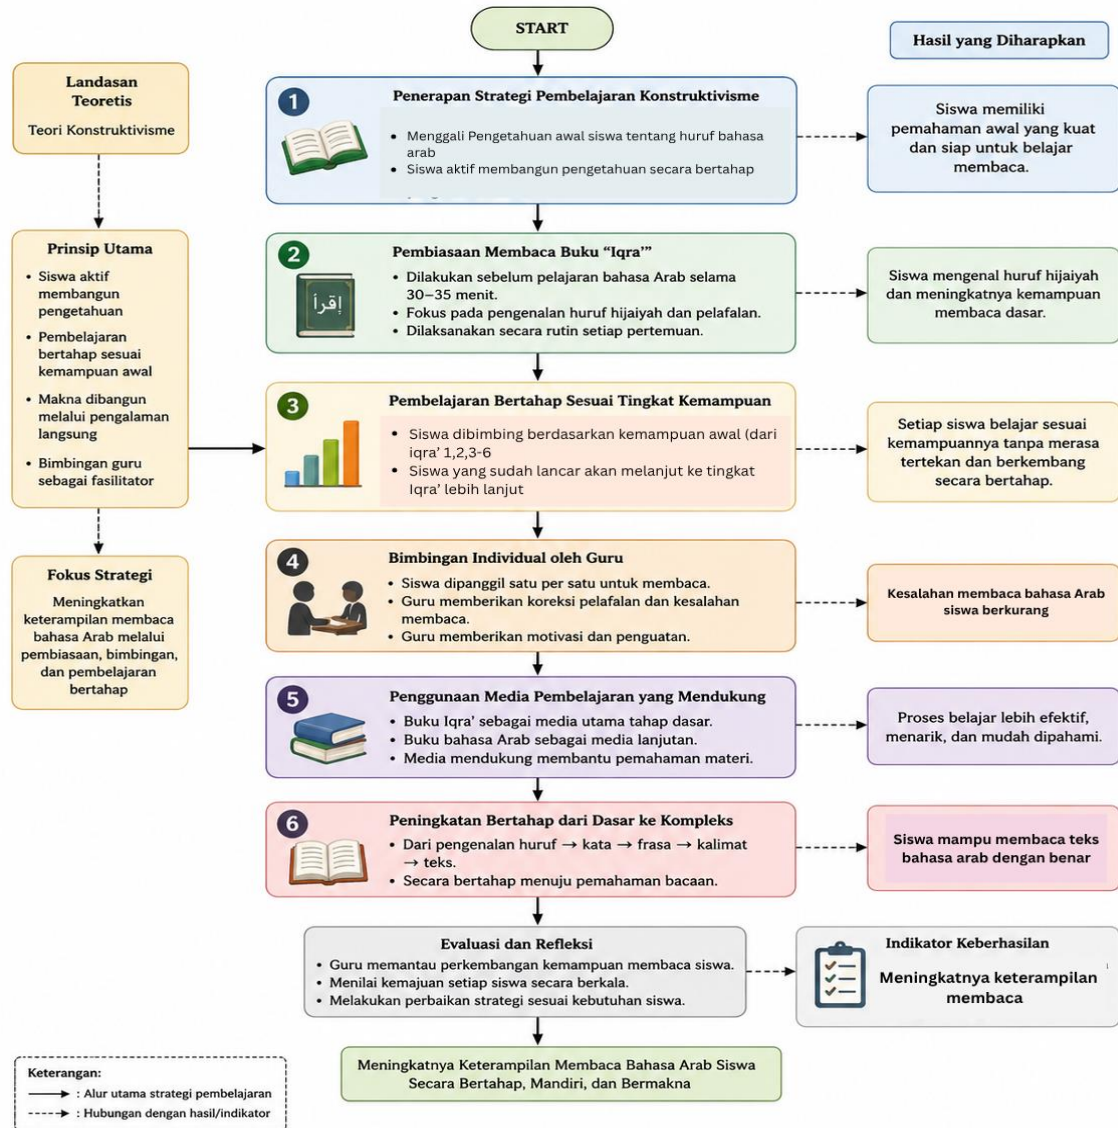 START
Hasil yang Diharapkan
Landasan
Teoretis
Teori Konstruktivisme
1
Penerapan Strategi Pembelajaran Konstruktivisme
• Menggali Pengetahuan awal siswa tentang huruf bahasa
arab
• Siswa aktif membangun pengetahuan secara bertahap
Siswa memiliki
pemahaman awal yang kuat
dan siap untuk belajar
membaca.
Prinsip Utama
• Siswa aktif
membangun
pengetahuan
• Pembelajaran
bertahap sesuai
kemampuan awal
• Makna dibangun
melalui pengalaman
langsung
• Bimbingan guru
sebagai fasilitator
2
إقرأ
Pembiasaan Membaca Buku “Iqra’”
• Dilakukan sebelum pelajaran bahasa Arab selama
30–35 menit.
• Fokus pada pengenalan huruf hijaiyah dan pelafalan.
• Dilaksanakan secara rutin setiap pertemuan.
Siswa mengenal huruf hijaiyah
dan meningkatnya kemampuan
membaca dasar.
3
Pembelajaran Bertahap Sesuai Tingkat Kemampuan
• Siswa dibimbing berdasarkan kemampuan awal (dari
iqra’ 1,2,3-6
• Siswa yang sudah lancar akan melanjut ke tingkat
Iqra’ lebih lanjut
Setiap siswa belajar sesuai
kemampuannya tanpa merasa
tertekan dan berkembang
secara bertahap.
Fokus Strategi
Meningkatkan
keterampilan membaca
bahasa Arab melalui
pembiasaan, bimbingan,
dan pembelajaran
bertahap
4
Bimbingan Individual oleh Guru
• Siswa dipanggil satu per satu untuk membaca.
• Guru memberikan koreksi pelafalan dan kesalahan
membaca.
• Guru memberikan motivasi dan penguatan.
Kesalahan membaca bahasa Arab
siswa berkurang
5
Penggunaan Media Pembelajaran yang Mendukung
• Buku Iqra’ sebagai media utama tahap dasar.
• Buku bahasa Arab sebagai media lanjutan.
• Media mendukung membantu pemahaman materi.
Proses belajar lebih efektif,
menarik, dan mudah dipahami.
6
Peningkatan Bertahap dari Dasar ke Kompleks
• Dari pengenalan huruf → kata → frasa → kalimat
→ teks.
• Secara bertahap menuju pemahaman bacaan.
Siswa mampu membaca teks
bahasa arab dengan benar
Evaluasi dan Refleksi
• Guru memantau perkembangan kemampuan membaca siswa.
• Menilai kemajuan setiap siswa secara berkala.
• Melakukan perbaikan strategi sesuai kebutuhan siswa.
Indikator Keberhasilan
Meningkatnya keterampilan
membaca
Meningkatnya Keterampilan Membaca Bahasa Arab Siswa
Secara Bertahap, Mandiri, dan Bermakna
Keterangan:
: Alur utama strategi pembelajaran
: Hubungan dengan hasil/indikator